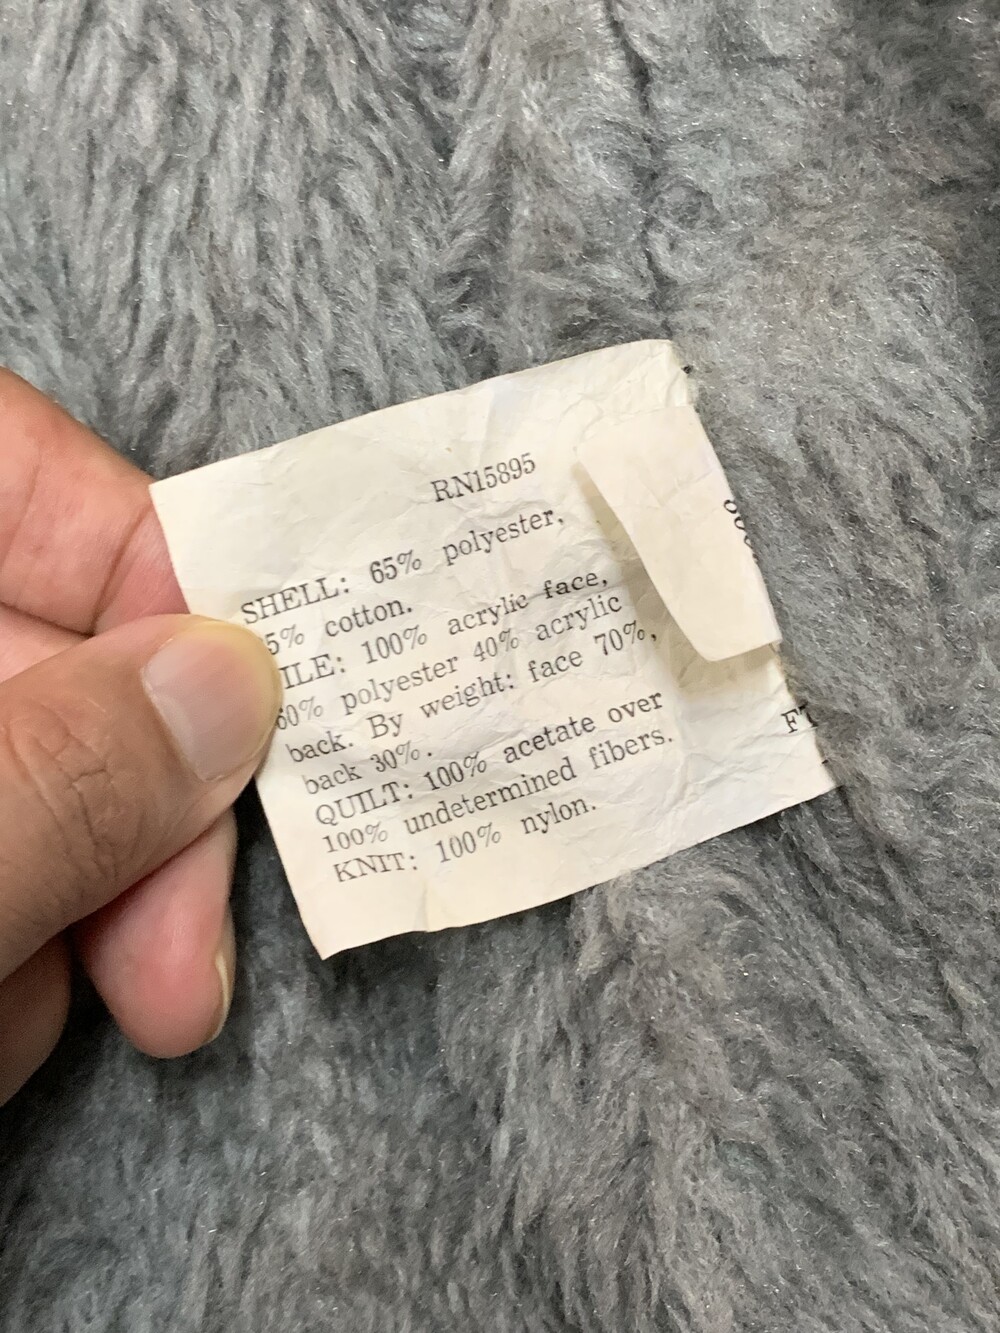 RN15895
SHELL: 65% polyester,
5% cotton.
ILE: 100% acrylic face,
60% polyester 40% acrylic
back. By weight: face 70%,
back 30%.
QUILT: 100% acetate over
100% undetermined fibers.
KNIT: 100% nylon.
FT